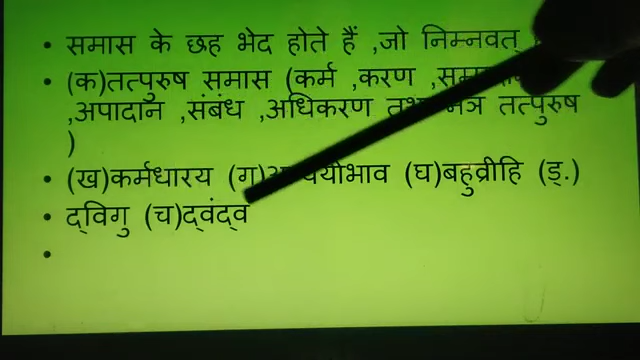 समास के छह भेद होते हैं ,जो निम्नवत्
(क)तत्पुरुष समास (कर्म ,करण
,अपादान ,संबंध ,अधिकरण तत्पुरुष
)
(ख)कर्मधारय (ग) (घ)बहुव्रीहि (ड्.)
द्विगु (च)द्वंद्व